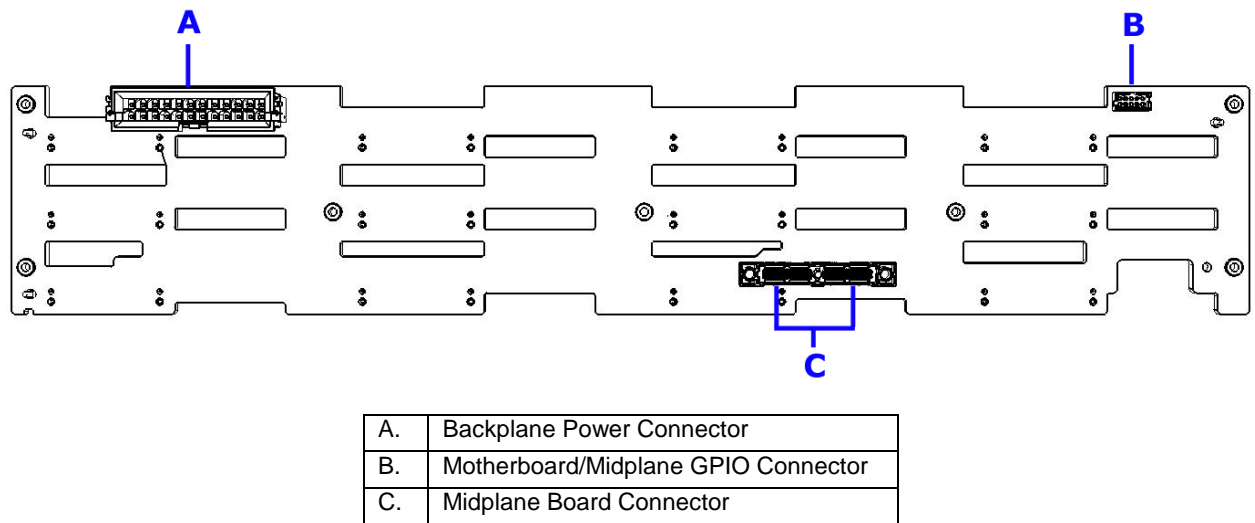 A
B
C
A. Backplane Power Connector
B. Motherboard/Midplane GPIO Connector
C. Midplane Board Connector